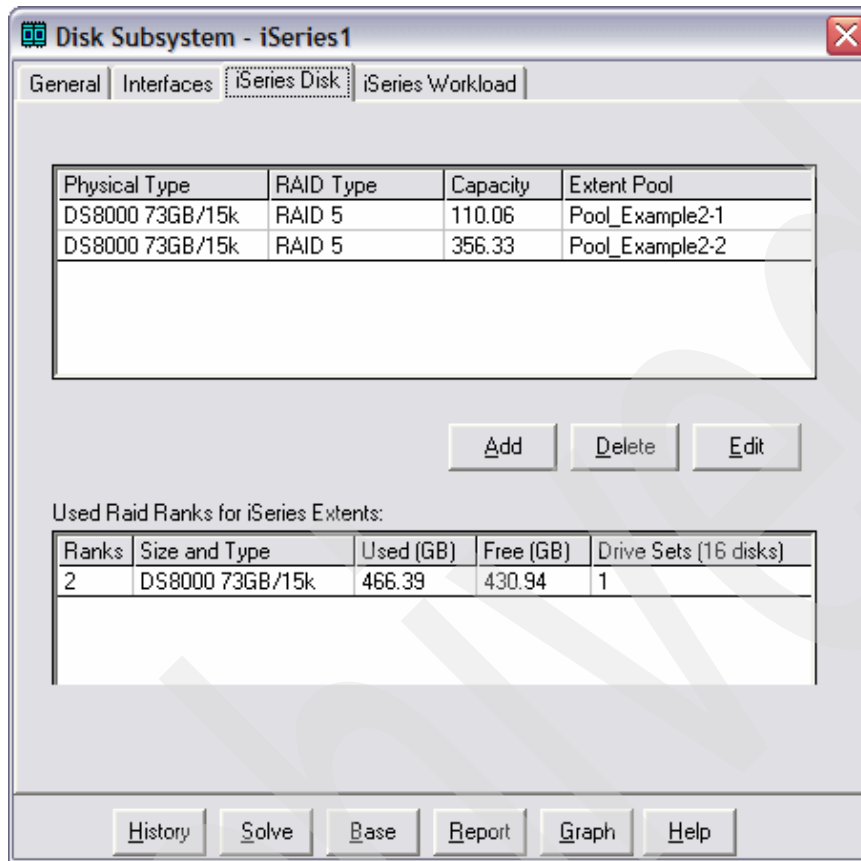 Disk Subsystem - iSeries1
General Interfaces iSeries Disk iSeries Workload
Physical Type RAID Type Capacity Extent Pool
DS8000 73GB/15k RAID 5 110.06 Pool_Example2-1
DS8000 73GB/15k RAID 5 356.33 Pool_Example2-2
Add Delete Edit
Used Raid Ranks for iSeries Extents:
Ranks Size and Type Used (GB) Free (GB) Drive Sets (16 disks)
2 DS8000 73GB/15k 466.39 430.94 1
History Solve Base Report Graph Help